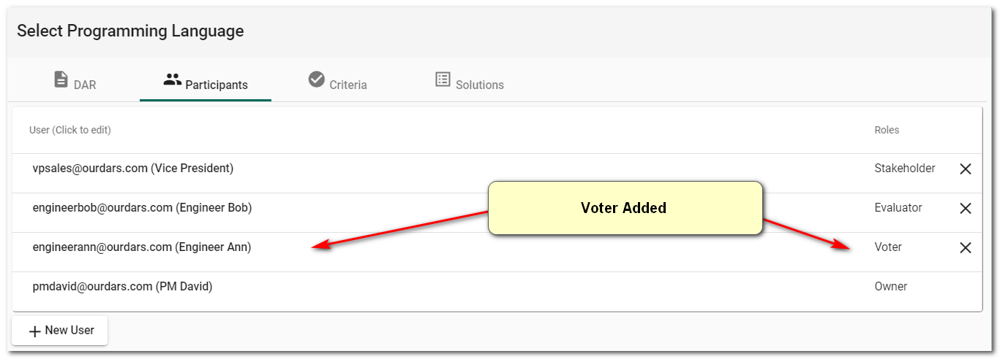 Select Programming Language
DAR
Participants
Criteria
Solutions
User (Click to edit)
Roles
vpsales@ourdars.com (Vice President)
Stakeholder
Voter Added
engineerbob@ourdars.com (Engineer Bob)
Evaluator
engineerann@ourdars.com (Engineer Ann)
Voter
pmdavid@ourdars.com (PM David)
Owner
New User